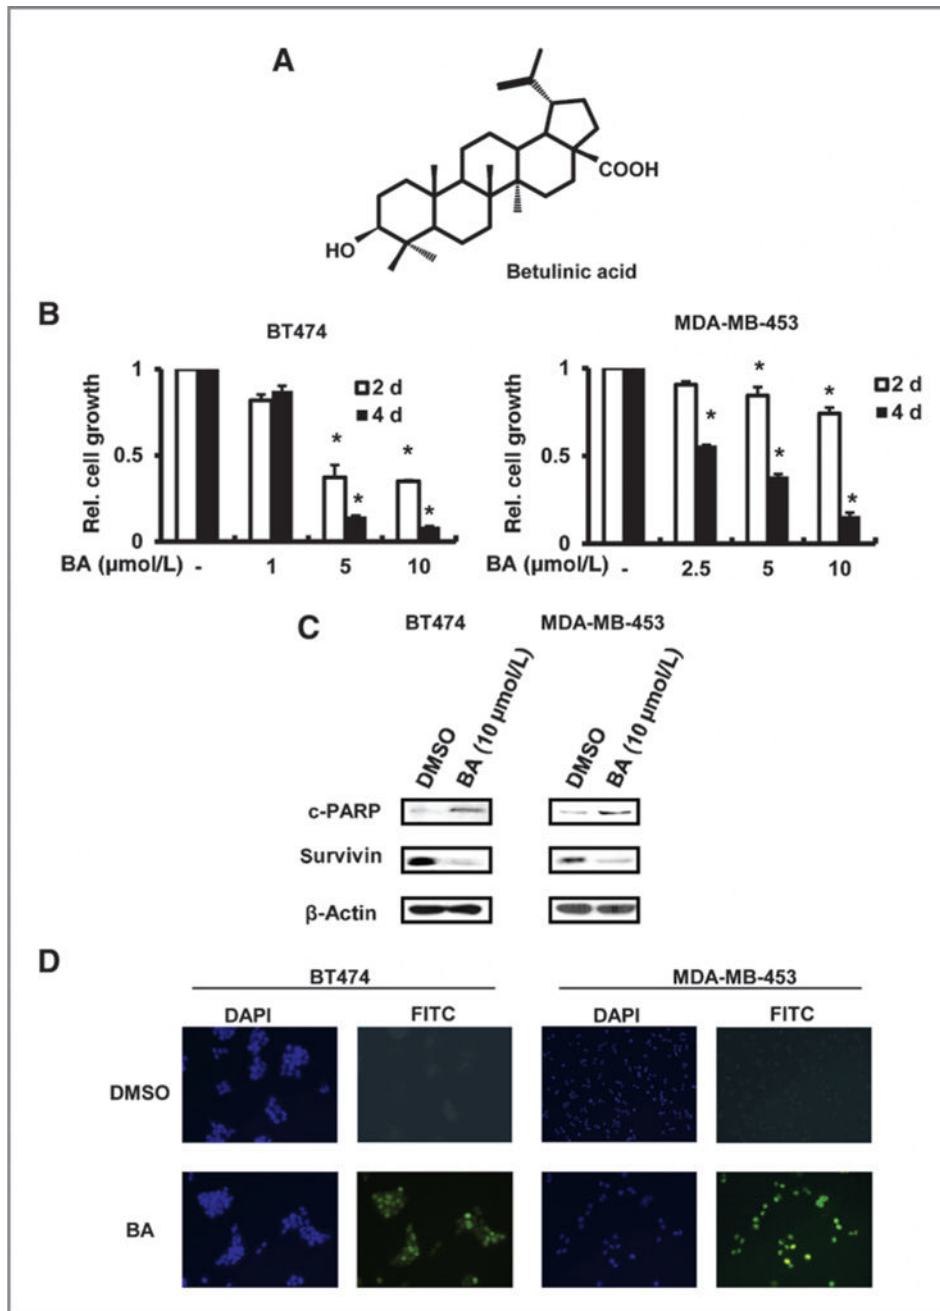 A
COOH
HO
Betulinic acid
B
BT474
MDA-MB-453
Rel. cell growth
1
0.5
0
2 d
4 d
*
*
*
*
BA (µmol/L) - 1 5 10
Rel. cell growth
1
0.5
0
2 d
4 d
*
*
*
*
*
BA (µmol/L) - 2.5 5 10
C
BT474 MDA-MB-453
DMSO
BA (10 µmol/L)
DMSO
BA (10 µmol/L)
c-PARP
Survivin
β-Actin
D
BT474 MDA-MB-453
DAPI FITC DAPI FITC
DMSO
BA